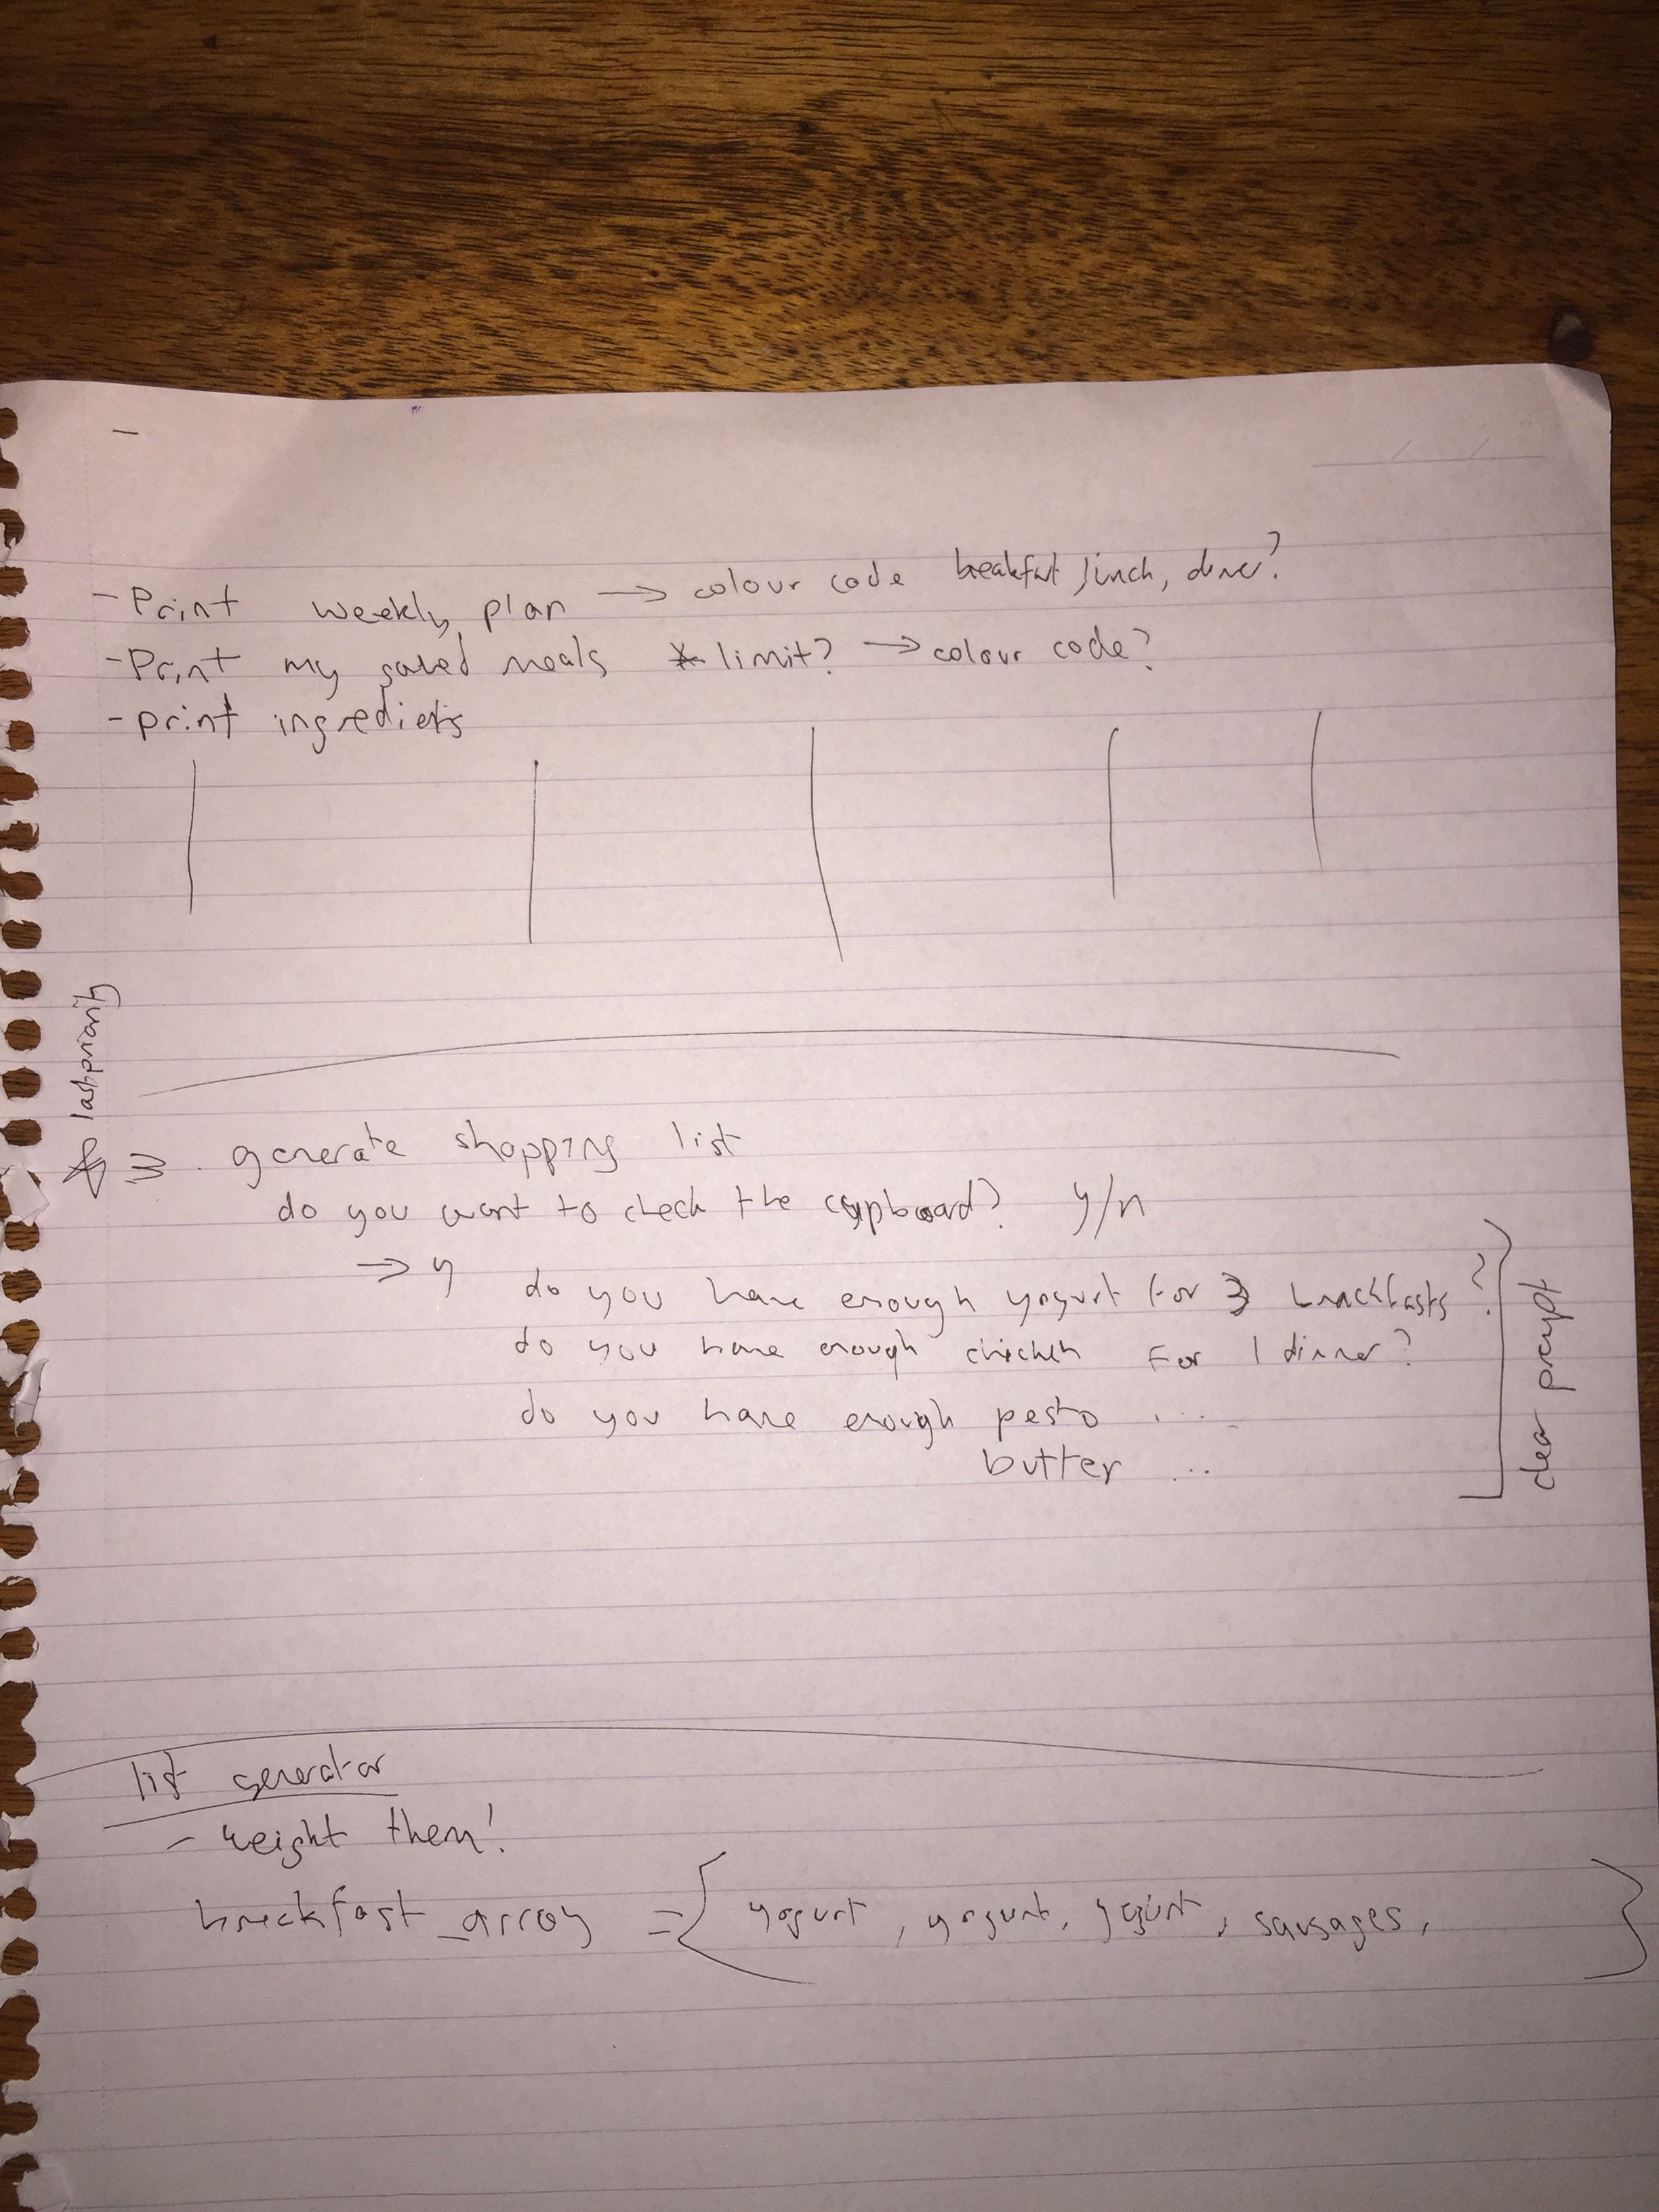 - Print weekly plan → colour code breakfast, lunch, dinner?
- Print my saved meals * limit? → colour code?
- print ingredients
last priority
generate shopping list
do you want to check the cupboard? y/n
→ y do you have enough yogurt for 3 breakfasts?
do you have enough chicken for 1 dinner?
do you have enough pesto ....
butter ...
clear prompt
list generator
- weight them!
breakfast_array = { yogurt, yogurt, yogurt, sausages, }